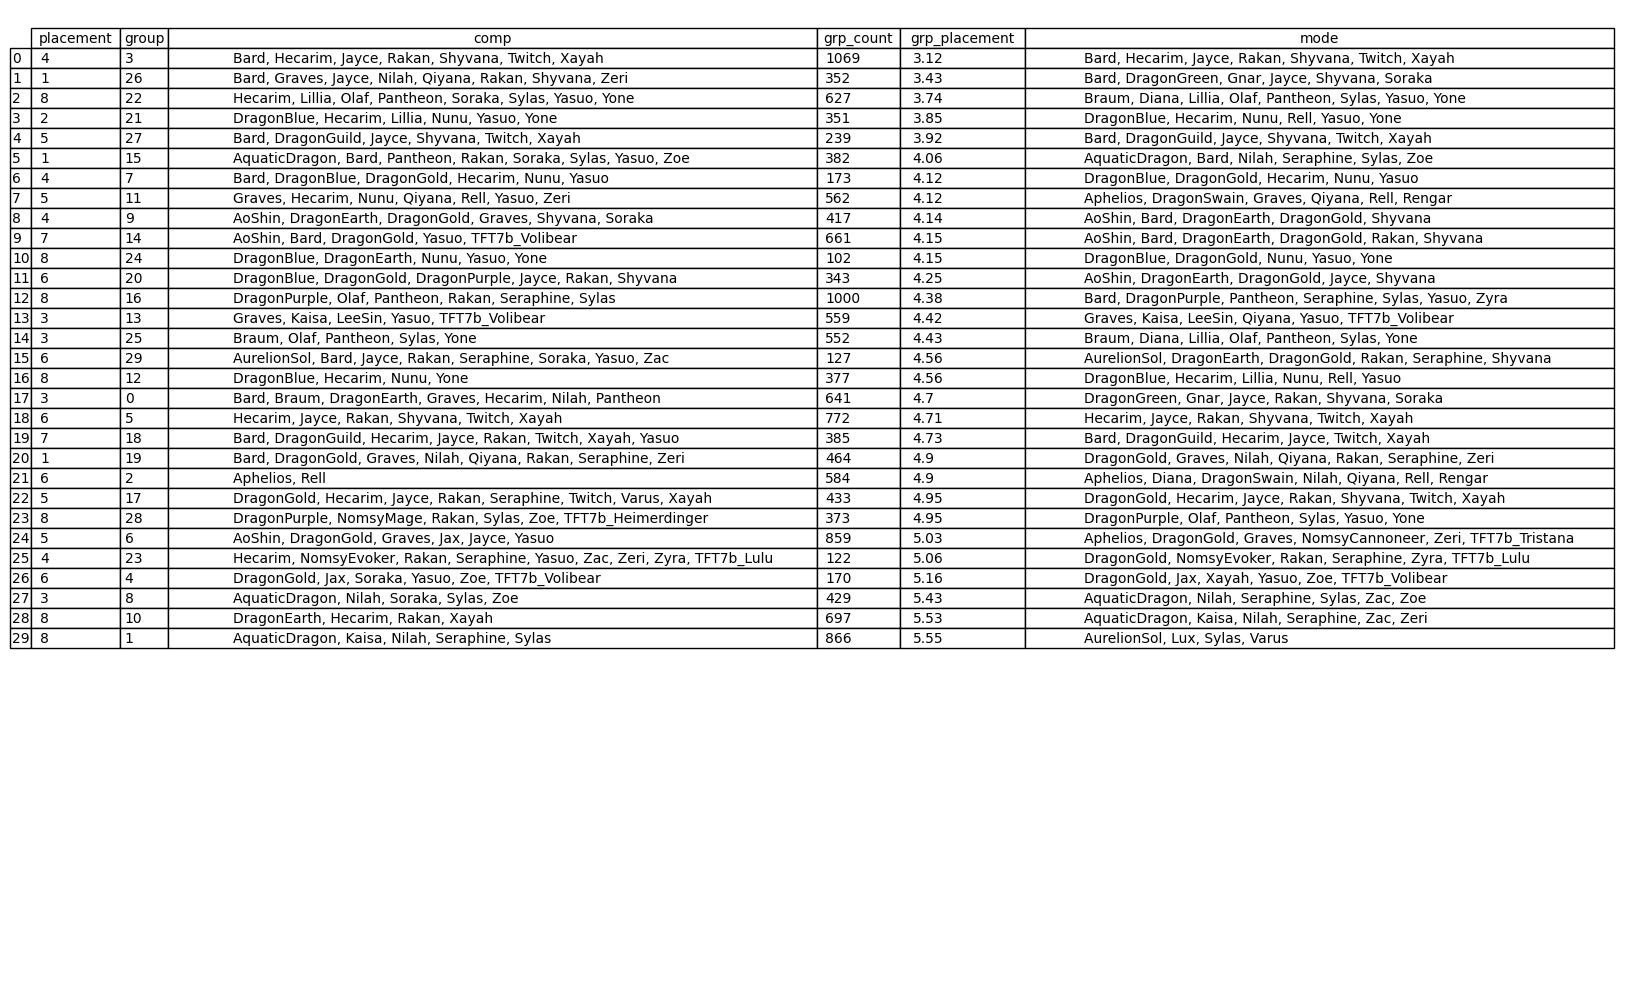 placement group comp grp_count grp_placement mode
0 4 3 Bard, Hecarim, Jayce, Rakan, Shyvana, Twitch, Xayah 1069 3.12 Bard, Hecarim, Jayce, Rakan, Shyvana, Twitch, Xayah
1 1 26 Bard, Graves, Jayce, Nilah, Qiyana, Rakan, Shyvana, Zeri 352 3.43 Bard, DragonGreen, Gnar, Jayce, Shyvana, Soraka
2 8 22 Hecarim, Lillia, Olaf, Pantheon, Soraka, Sylas, Yasuo, Yone 627 3.74 Braum, Diana, Lillia, Olaf, Pantheon, Sylas, Yasuo, Yone
3 2 21 DragonBlue, Hecarim, Lillia, Nunu, Yasuo, Yone 351 3.85 DragonBlue, Hecarim, Nunu, Rell, Yasuo, Yone
4 5 27 Bard, DragonGuild, Jayce, Shyvana, Twitch, Xayah 239 3.92 Bard, DragonGuild, Jayce, Shyvana, Twitch, Xayah
5 1 15 AquaticDragon, Bard, Pantheon, Rakan, Soraka, Sylas, Yasuo, Zoe 382 4.06 AquaticDragon, Bard, Nilah, Seraphine, Sylas, Zoe
6 4 7 Bard, DragonBlue, DragonGold, Hecarim, Nunu, Yasuo 173 4.12 DragonBlue, DragonGold, Hecarim, Nunu, Yasuo
7 5 11 Graves, Hecarim, Nunu, Qiyana, Rell, Yasuo, Zeri 562 4.12 Aphelios, DragonSwain, Graves, Qiyana, Rell, Rengar
8 4 9 AoShin, DragonEarth, DragonGold, Graves, Shyvana, Soraka 417 4.14 AoShin, Bard, DragonEarth, DragonGold, Shyvana
9 7 14 AoShin, Bard, DragonGold, Yasuo, TFT7b_Volibear 661 4.15 AoShin, Bard, DragonEarth, DragonGold, Rakan, Shyvana
10 8 24 DragonBlue, DragonEarth, Nunu, Yasuo, Yone 102 4.15 DragonBlue, DragonGold, Nunu, Yasuo, Yone
11 6 20 DragonBlue, DragonGold, DragonPurple, Jayce, Rakan, Shyvana 343 4.25 AoShin, DragonEarth, DragonGold, Jayce, Shyvana
12 8 16 DragonPurple, Olaf, Pantheon, Rakan, Seraphine, Sylas 1000 4.38 Bard, DragonPurple, Pantheon, Seraphine, Sylas, Yasuo, Zyra
13 3 13 Graves, Kaisa, LeeSin, Yasuo, TFT7b_Volibear 559 4.42 Graves, Kaisa, LeeSin, Qiyana, Yasuo, TFT7b_Volibear
14 3 25 Braum, Olaf, Pantheon, Sylas, Yone 552 4.43 Braum, Diana, Lillia, Olaf, Pantheon, Sylas, Yone
15 6 29 AurelionSol, Bard, Jayce, Rakan, Seraphine, Soraka, Yasuo, Zac 127 4.56 AurelionSol, DragonEarth, DragonGold, Rakan, Seraphine, Shyvana
16 8 12 DragonBlue, Hecarim, Nunu, Yone 377 4.56 DragonBlue, Hecarim, Lillia, Nunu, Rell, Yasuo
17 3 0 Bard, Braum, DragonEarth, Graves, Hecarim, Nilah, Pantheon 641 4.7 DragonGreen, Gnar, Jayce, Rakan, Shyvana, Soraka
18 6 5 Hecarim, Jayce, Rakan, Shyvana, Twitch, Xayah 772 4.71 Hecarim, Jayce, Rakan, Shyvana, Twitch, Xayah
19 7 18 Bard, DragonGuild, Hecarim, Jayce, Rakan, Twitch, Xayah, Yasuo 385 4.73 Bard, DragonGuild, Hecarim, Jayce, Twitch, Xayah
20 1 19 Bard, DragonGold, Graves, Nilah, Qiyana, Rakan, Seraphine, Zeri 464 4.9 DragonGold, Graves, Nilah, Qiyana, Rakan, Seraphine, Zeri
21 6 2 Aphelios, Rell 584 4.9 Aphelios, Diana, DragonSwain, Nilah, Qiyana, Rell, Rengar
22 5 17 DragonGold, Hecarim, Jayce, Rakan, Seraphine, Twitch, Varus, Xayah 433 4.95 DragonGold, Hecarim, Jayce, Rakan, Shyvana, Twitch, Xayah
23 8 28 DragonPurple, NomsyMage, Rakan, Sylas, Zoe, TFT7b_Heimerdinger 373 4.95 DragonPurple, Olaf, Pantheon, Sylas, Yasuo, Yone
24 5 6 AoShin, DragonGold, Graves, Jax, Jayce, Yasuo 859 5.03 Aphelios, DragonGold, Graves, NomsyCannoneer, Zeri, TFT7b_Tristana
25 4 23 Hecarim, NomsyEvoker, Rakan, Seraphine, Yasuo, Zac, Zeri, Zyra, TFT7b_Lulu 122 5.06 DragonGold, NomsyEvoker, Rakan, Seraphine, Zyra, TFT7b_Lulu
26 6 4 DragonGold, Jax, Soraka, Yasuo, Zoe, TFT7b_Volibear 170 5.16 DragonGold, Jax, Xayah, Yasuo, Zoe, TFT7b_Volibear
27 3 8 AquaticDragon, Nilah, Soraka, Sylas, Zoe 429 5.43 AquaticDragon, Nilah, Seraphine, Sylas, Zac, Zoe
28 8 10 DragonEarth, Hecarim, Rakan, Xayah 697 5.53 AquaticDragon, Kaisa, Nilah, Seraphine, Zac, Zeri
29 8 1 AquaticDragon, Kaisa, Nilah, Seraphine, Sylas 866 5.55 AurelionSol, Lux, Sylas, Varus